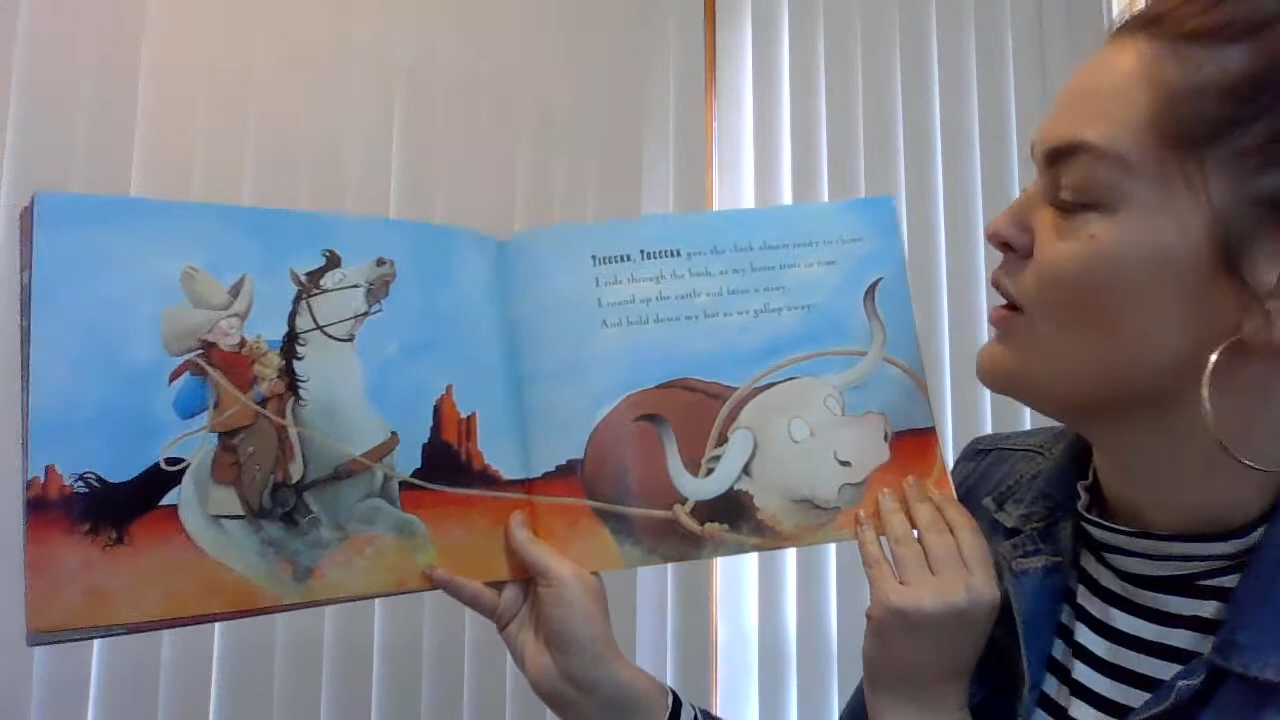 TICCCKK, TOCCCKK goes the clock almost ready to chime.
I ride through the bush, as my horse trots in time.
I round up the cattle and lasso a stray,
And hold down my hat as we gallop away.